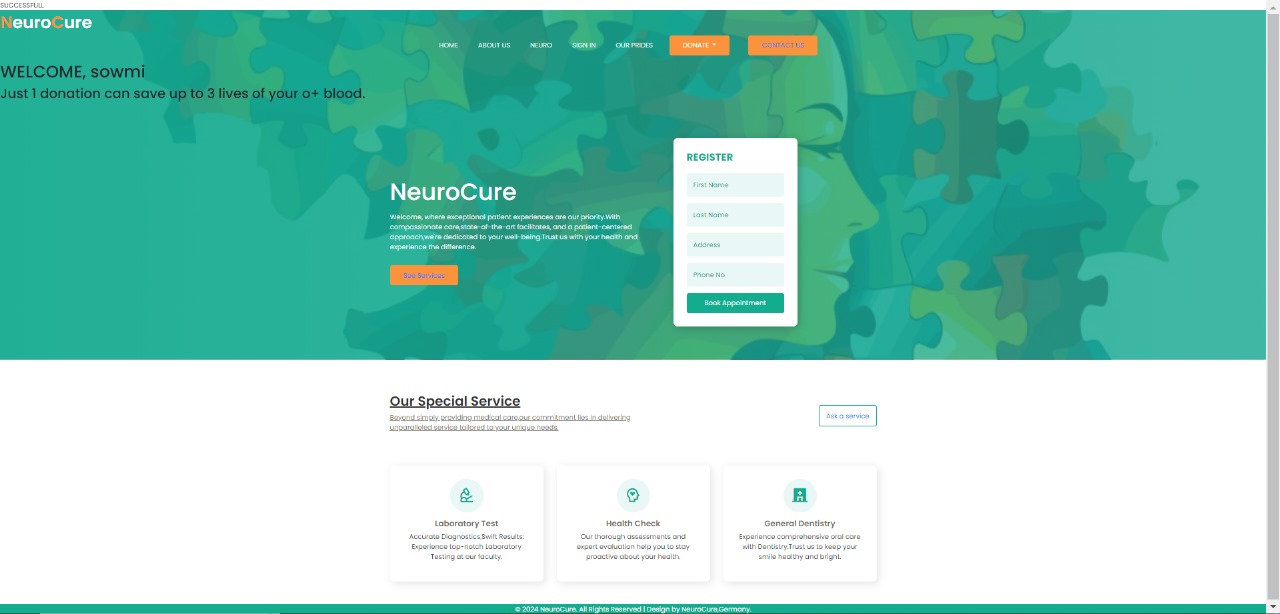 SUCCESSFULL
NeuroCure
HOME ABOUT US NEURO SIGN IN OUR PRIDES DONATE CONTACT US
WELCOME, sowmi
Just 1 donation can save up to 3 lives of your o+ blood.
NeuroCure
Welcome, where exceptional patient experiences are our priority.With
compassionate care,state-of-the-art facilitates, and a patient-centered
approach,we're dedicated to your well-being.Trust us with your health and
experience the difference.
See Services
REGISTER
First Name
Last Name
Address
Phone No
Book Appointment
Our Special Service
Beyond simply providing medical care,our commitment lies in delivering
unparalleled service tailored to your unique needs.
Ask a service
Laboratory Test
Accurate Diagnostics,Swift Results:
Experience top-notch Laboratory
Testing at our faculty.
Health Check
Our thorough assessments and
expert evaluation help you to stay
proactive about your health.
General Dentistry
Experience comprehensive oral care
with Dentistry.Trust us to keep your
smile healthy and bright.
© 2024 NeuroCure. All Rights Reserved | Design by NeuroCure,Germany.